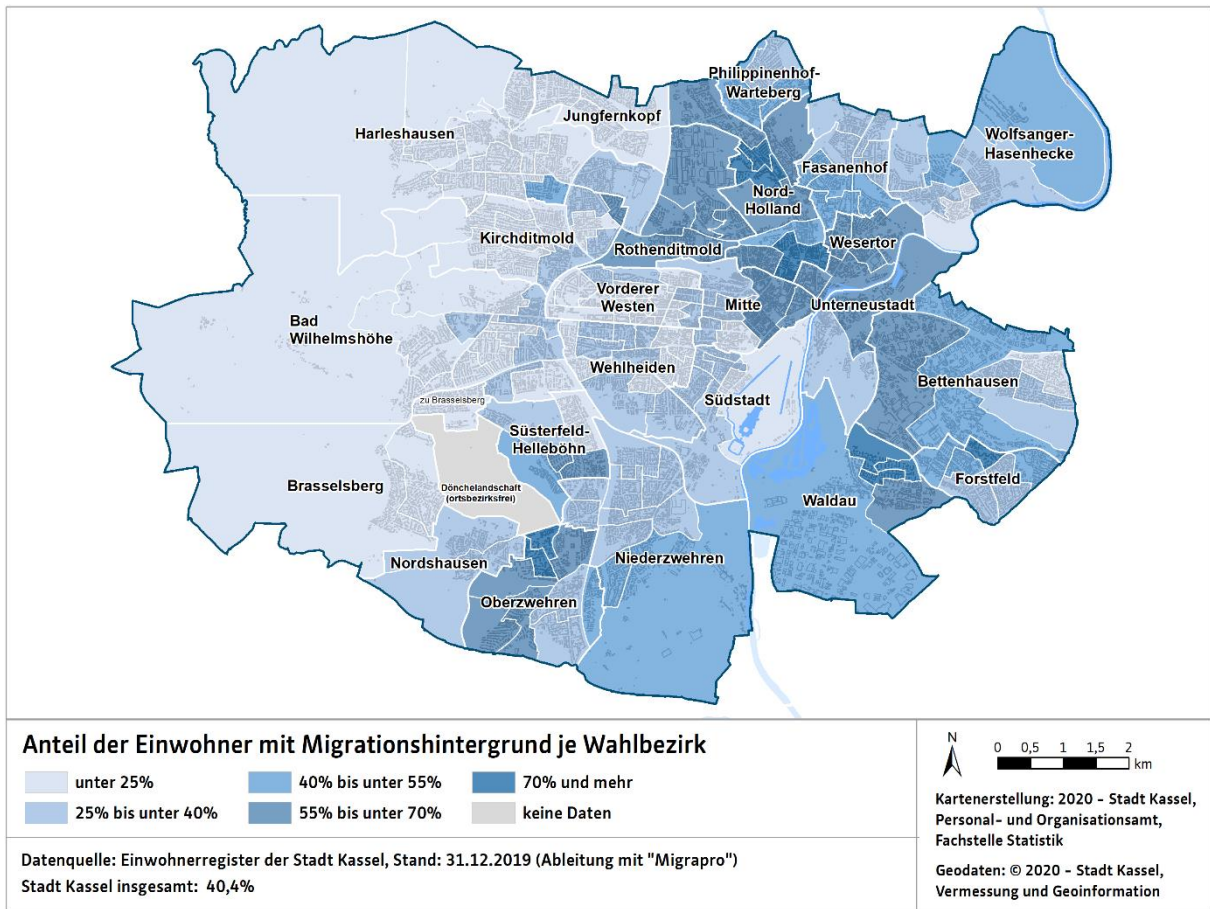 Philippinenhof-
Warteberg
Jungfernkopf
Harleshausen
Wolfsanger-
Hasenhecke
Fasanenhof
Nord-
Holland
Kirchditmold
Rothenditmold
Wesertor
Vorderer
Westen
Mitte
Unterneustadt
Bad
Wilhelmshöhe
Wehlheiden
Bettenhausen
zu Brasselsberg
Südstadt
Süsterfeld-
Helleböhn
Brasselsberg
Dönchelandschaft
(ortsbezirksfrei)
Forstfeld
Waldau
Nordshausen
Niederzwehren
Oberzwehren
Anteil der Einwohner mit Migrationshintergrund je Wahlbezirk
unter 25%
40% bis unter 55%
70% und mehr
25% bis unter 40%
55% bis unter 70%
keine Daten
Datenquelle: Einwohnerregister der Stadt Kassel, Stand: 31.12.2019 (Ableitung mit "Migrapro")
Stadt Kassel insgesamt: 40,4%
N
0 0,5 1 1,5 2
km
Kartenerstellung: 2020 - Stadt Kassel,
Personal- und Organisationsamt,
Fachstelle Statistik
Geodaten: © 2020 - Stadt Kassel,
Vermessung und Geoinformation